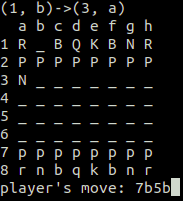 (1, b)->(3, a)
  a b c d e f g h
1 R _ B Q K B N R
2 P P P P P P P P
3 N _ _ _ _ _ _ _
4 _ _ _ _ _ _ _ _
5 _ _ _ _ _ _ _ _
6 _ _ _ _ _ _ _ _
7 p p p p p p p p
8 r n b q k b n r
player's move: 7b5b